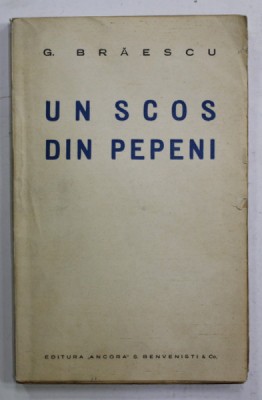 G. BRĂESCU
UN SCOS
DIN PEPENI
EDITURA „ANCORA" S. BENVENISTI & Co.